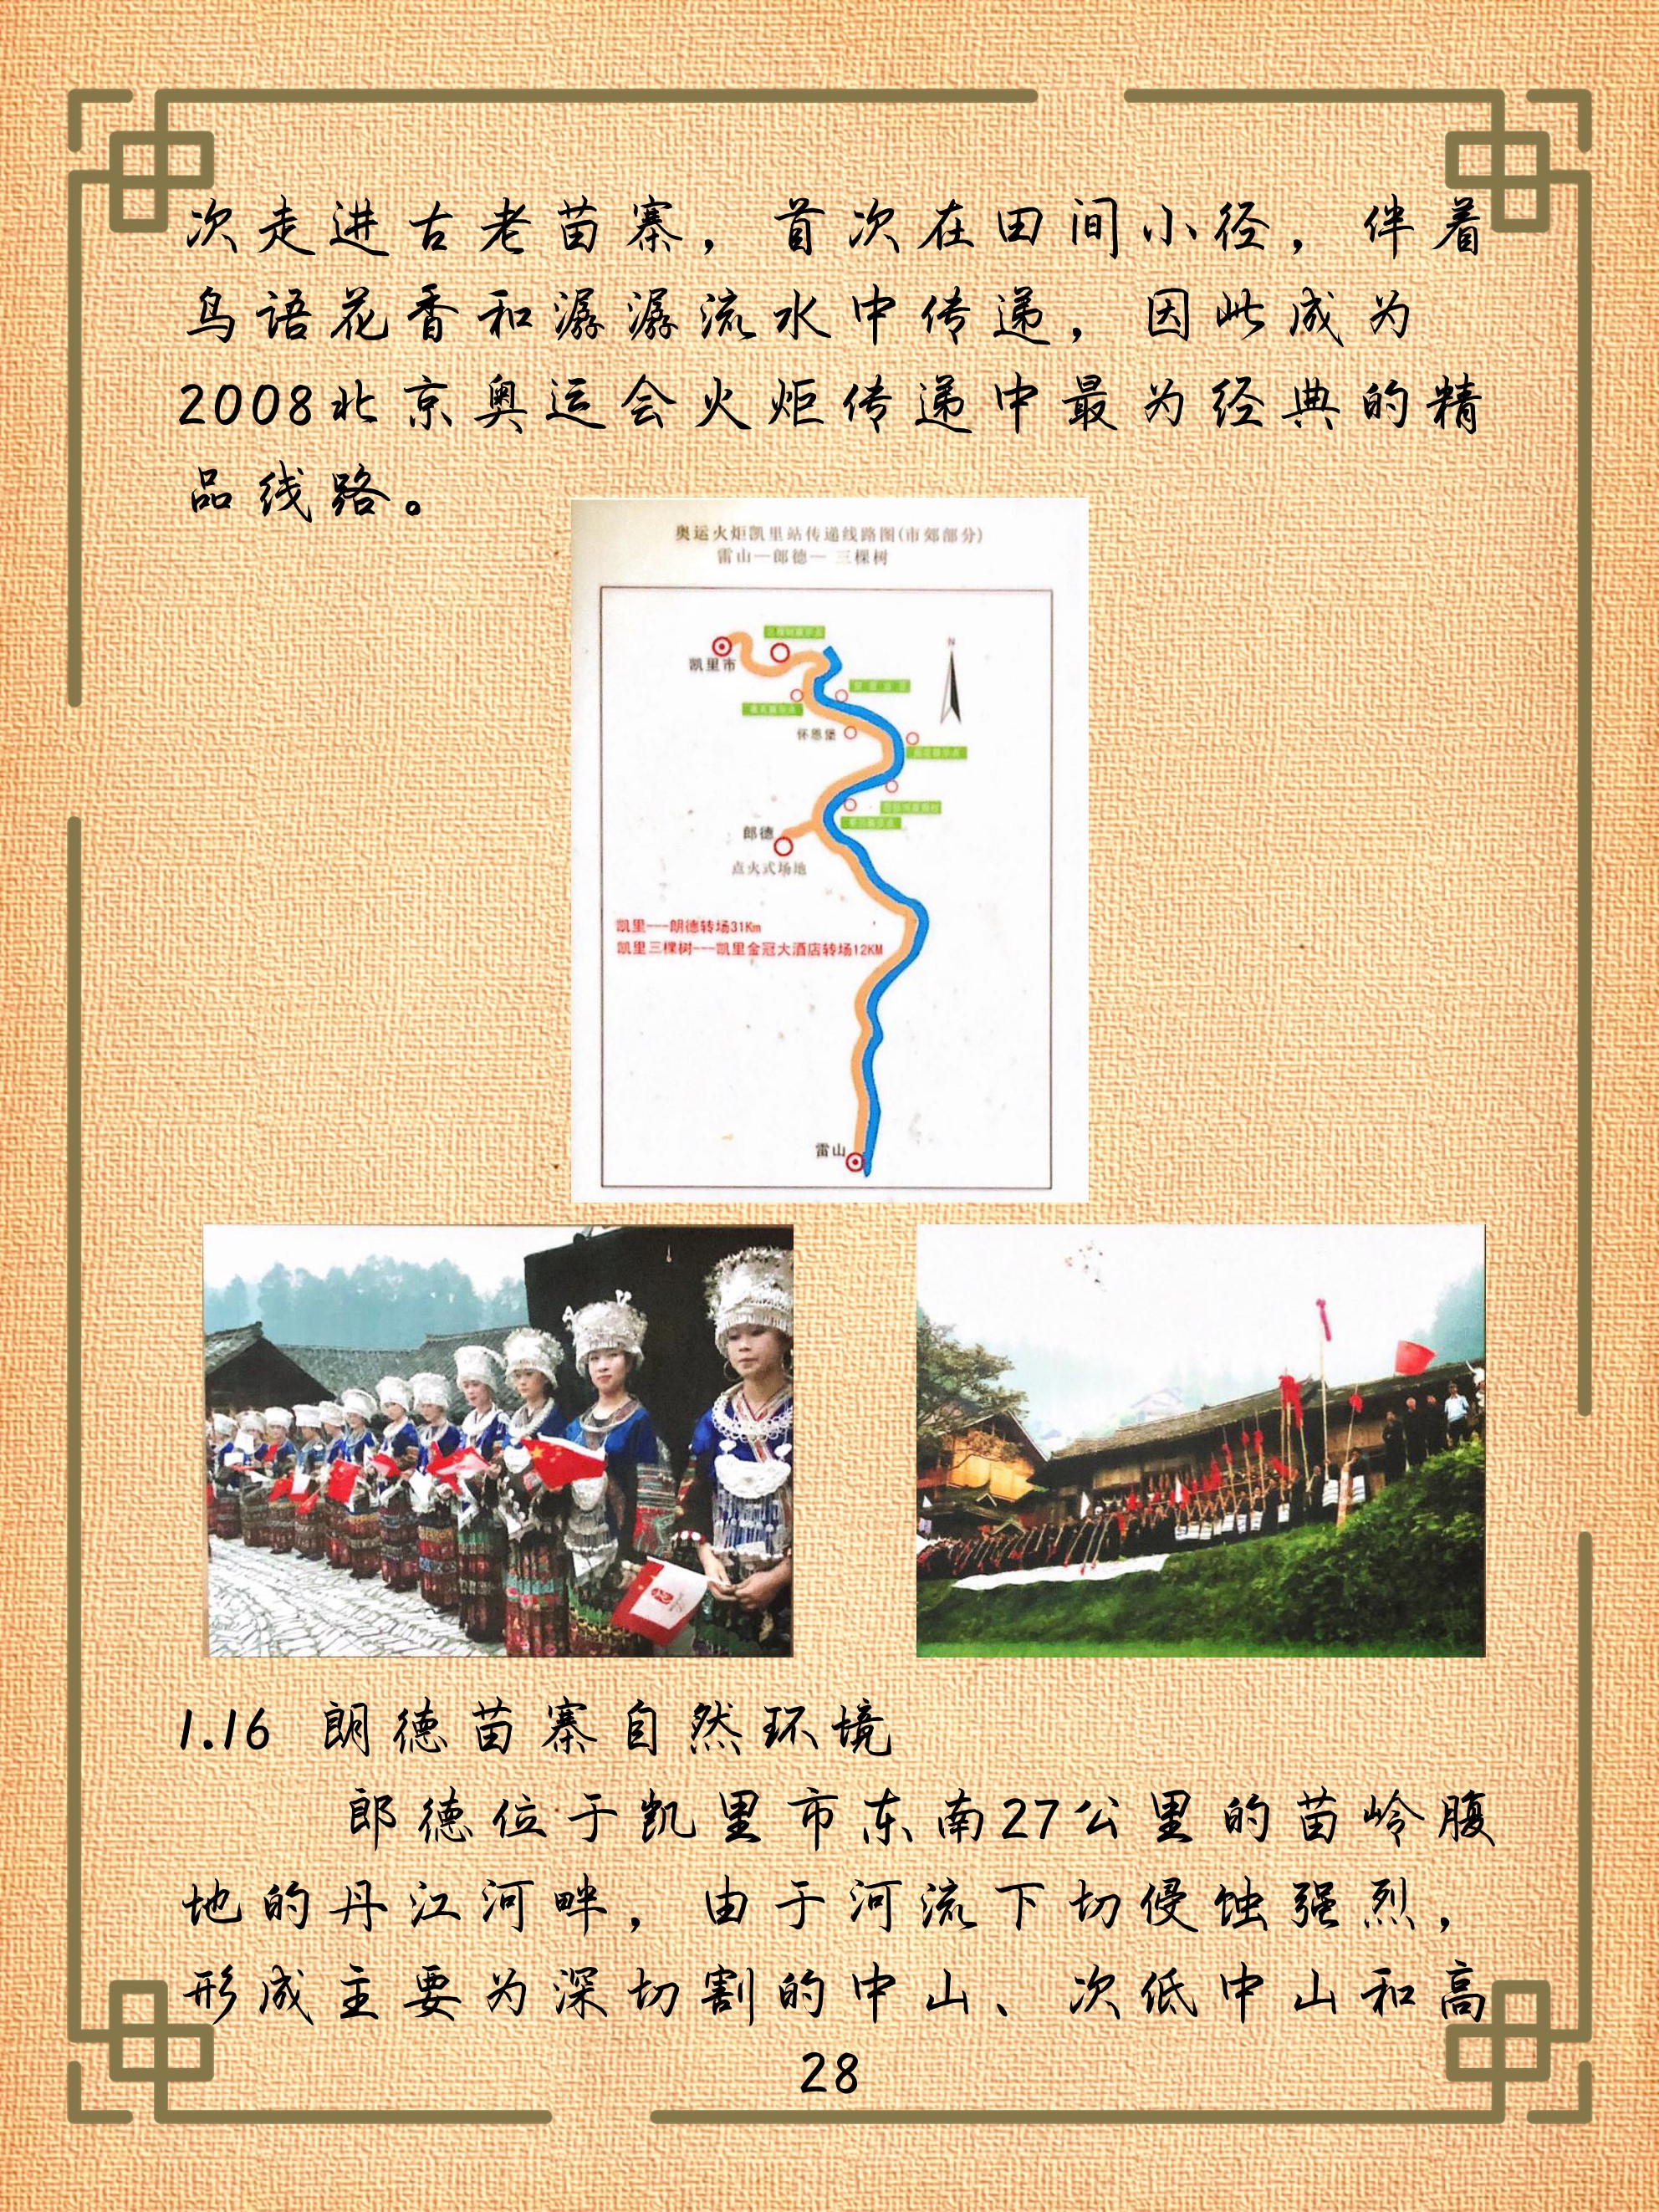 次走进古老苗寨，首次在田间小径，伴着
鸟语花香和潺潺流水中传递，因此成为
2008北京奥运会火炬传递中最为经典的精
品线路。
奥运火炬凯里站传递线路图(市郊部分)
雷山—郎德— 三棵树
N
凯里市
怀恩堡
郎德
点火式场地
凯里---朗德转场31Km
凯里三棵树---凯里金冠大酒店转场12KM
雷山
1.16 朗德苗寨自然环境
郎德位于凯里市东南27公里的苗岭腹
地的丹江河畔，由于河流下切侵蚀强烈，
形成主要为深切割的中山、次低中山和高
28